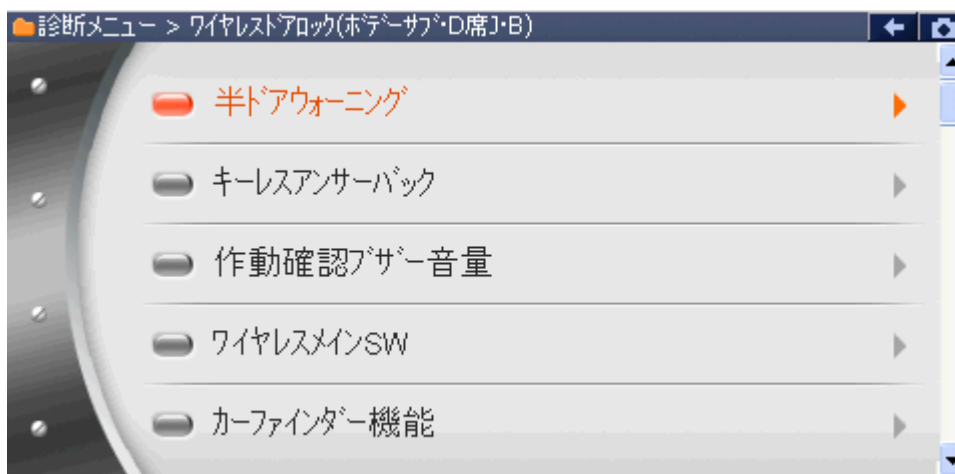 診断メニュー > ワイヤレスドアロック(ボデーサブ・D席J・B)
半ドアウォーニング
キーレスアンサーバック
作動確認ブザー音量
ワイヤレスメインSW
カーファインダー機能